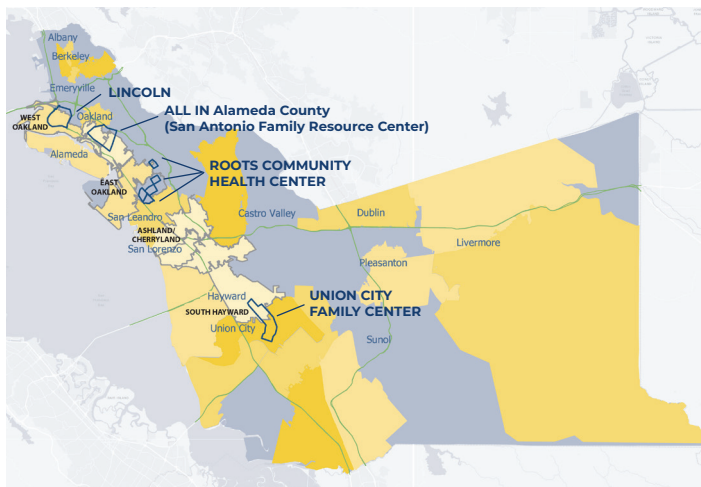 Albany
Berkeley
Emeryville
LINCOLN
WEST
OAKLAND
Oakland
ALL IN Alameda County
(San Antonio Family Resource Center)
Alameda
ROOTS COMMUNITY
HEALTH CENTER
EAST
OAKLAND
San Leandro
Castro Valley
Dublin
ASHLAND/
CHERRYLAND
San Lorenzo
Livermore
Pleasanton
Hayward
UNION CITY
FAMILY CENTER
SOUTH HAYWARD
Union City
Sunol